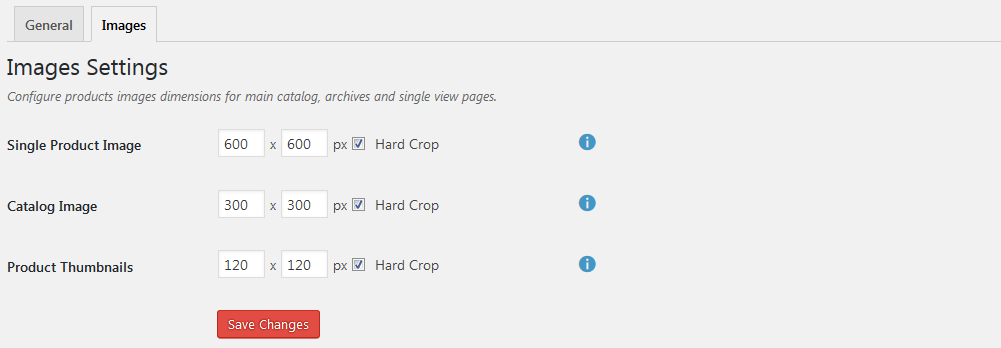 General Images
Images Settings
Configure products images dimensions for main catalog, archives and single view pages.
Single Product Image 600 x 600 px Hard Crop
Catalog Image 300 x 300 px Hard Crop
Product Thumbnails 120 x 120 px Hard Crop
Save Changes